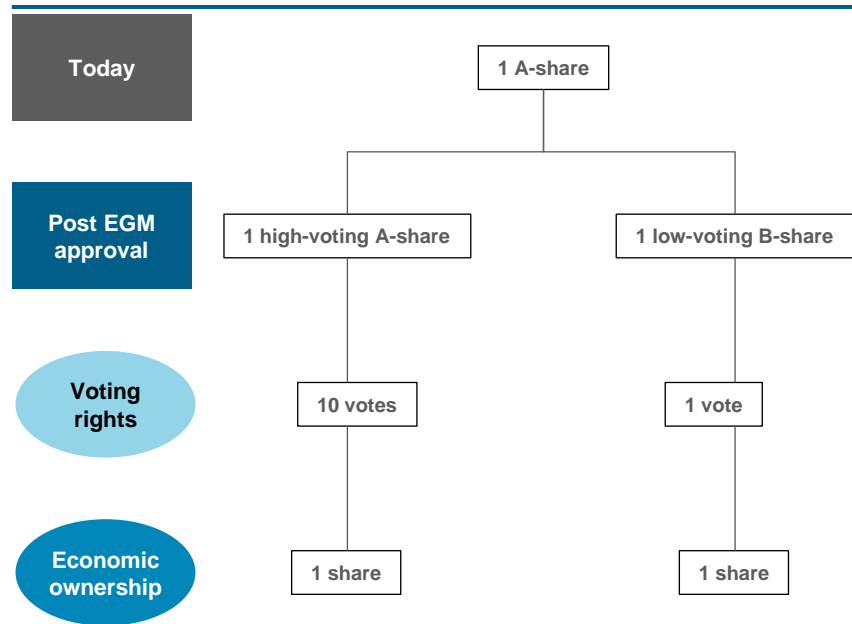 Today
1 A-share
Post EGM
approval
1 high-voting A-share
1 low-voting B-share
Voting
rights
10 votes
1 vote
Economic
ownership
1 share
1 share